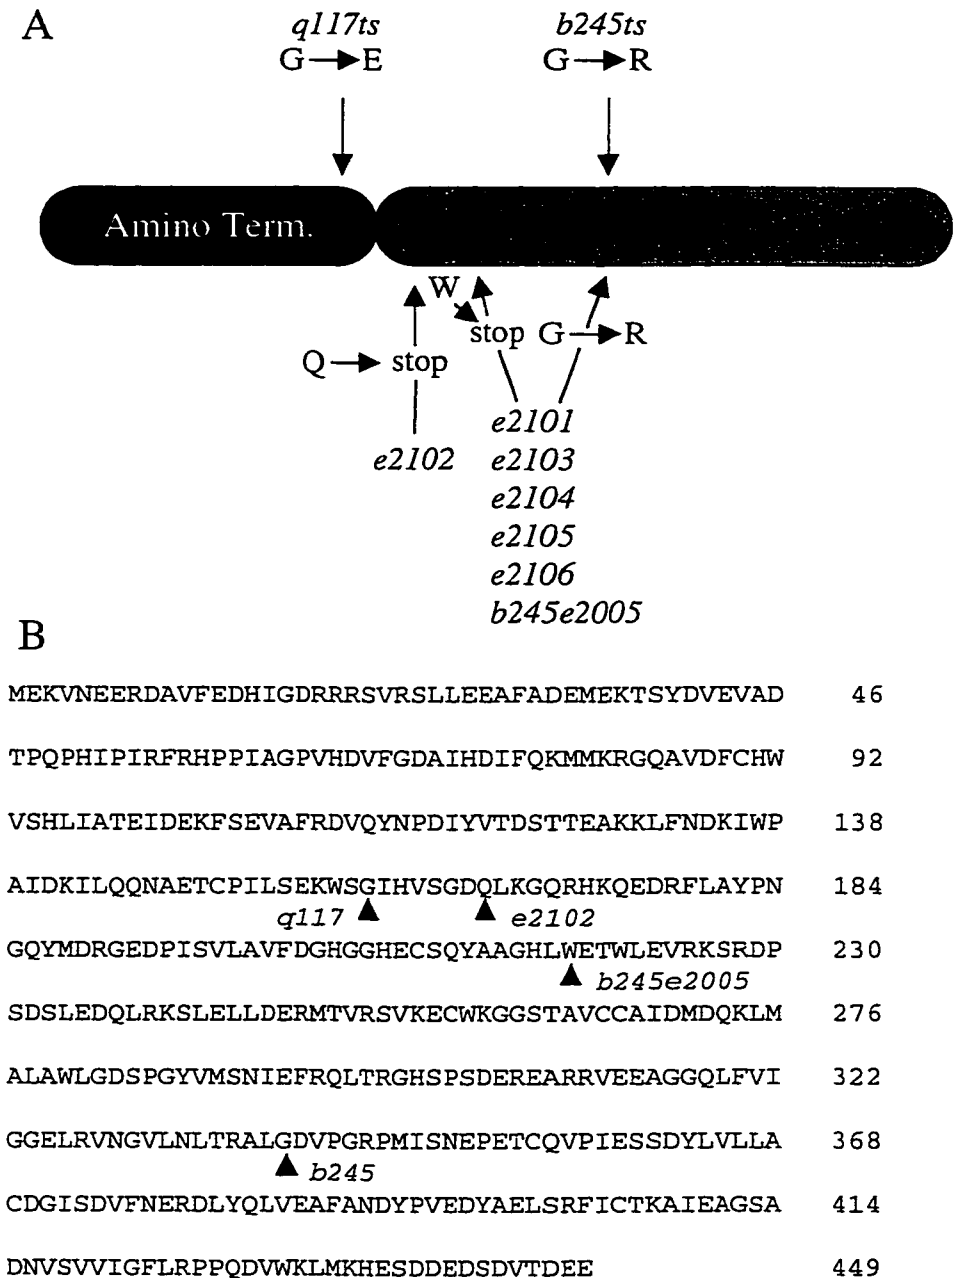 A
q117ts b245ts
G E G R
Amino Term.
W
stop G R
Q stop
e2101
e2102 e2103
e2104
e2105
e2106
b245e2005
B
MEKVNEERDAVFEDHIGDRRRSVRSLLEEAFADEMEKTSYDVEVAD 46
TPQPHIPIRFRHPPIAGPVHDVFGDAIHDIFQKMMKRGQAVDFCHW 92
VSHLIATEIDEKFSEVAFRDVQYNPDIYVTDSTTEAKKLFNDKIWP 138
AIDKILQQNAETCPILSEKWSGIHVSGDQLKGQRHKQEDRFLAYPN 184
q117 e2102
GQYMDRGEDPISVLAVFDGHGGHECSQYAAGHLWETWLEVRKSRDP 230
b245e2005
SDSLEDQLRKSLELLDERMTVRSVKECWKGGSTAVCCAIDMDQKLM 276
ALAWLGDSPGYVMSNIEFRQLTRGHSPSDEREARRVEEAGGQLFVI 322
GGELRVNGVLNLTRALGDVPGRPMISNEPETCQVPIESSDYLVLLA 368
b245
CDGISDVFNERDLYQLVEAFANDYPVEDYAELSRFICTKAIEAGSA 414
DNVSVVIGFLRPPQDVWKLMKHESDDEDSDVTDEE 449